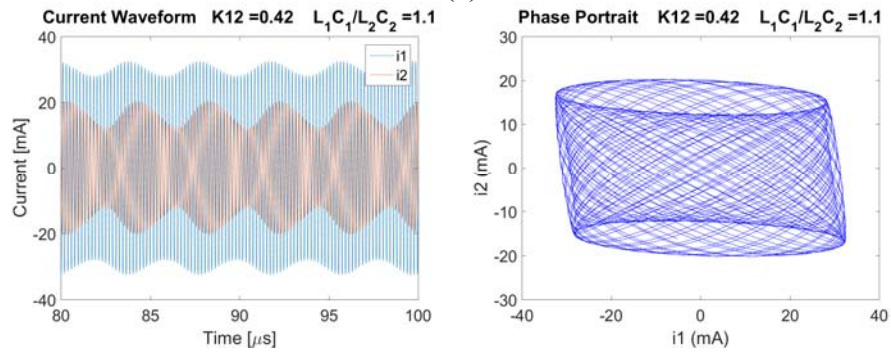 Current Waveform K12 =0.42 L1C1/L2C2 =1.1
40
20
0
-20
-40
Current [mA]
i1
i2
80
85
90
95
100
Time [μs]
Phase Portrait K12 =0.42 L1C1/L2C2 =1.1
30
20
10
0
-10
-20
-30
i2 (mA)
-40
-20
0
20
40
i1 (mA)